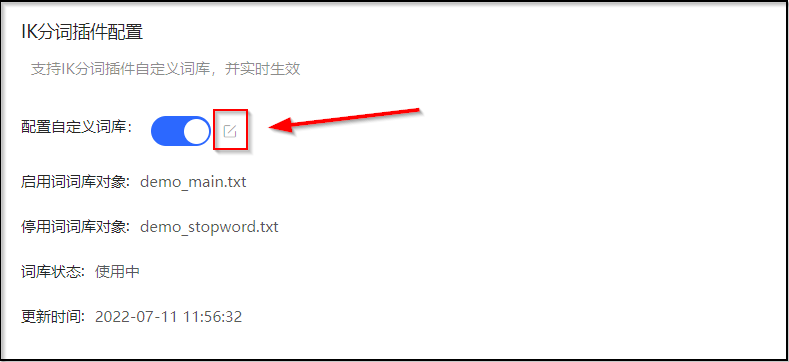 IK分词插件配置
支持IK分词插件自定义词库，并实时生效
配置自定义词库：
启用词词库对象: demo_main.txt
停用词词库对象: demo_stopword.txt
词库状态: 使用中
更新时间: 2022-07-11 11:56:32